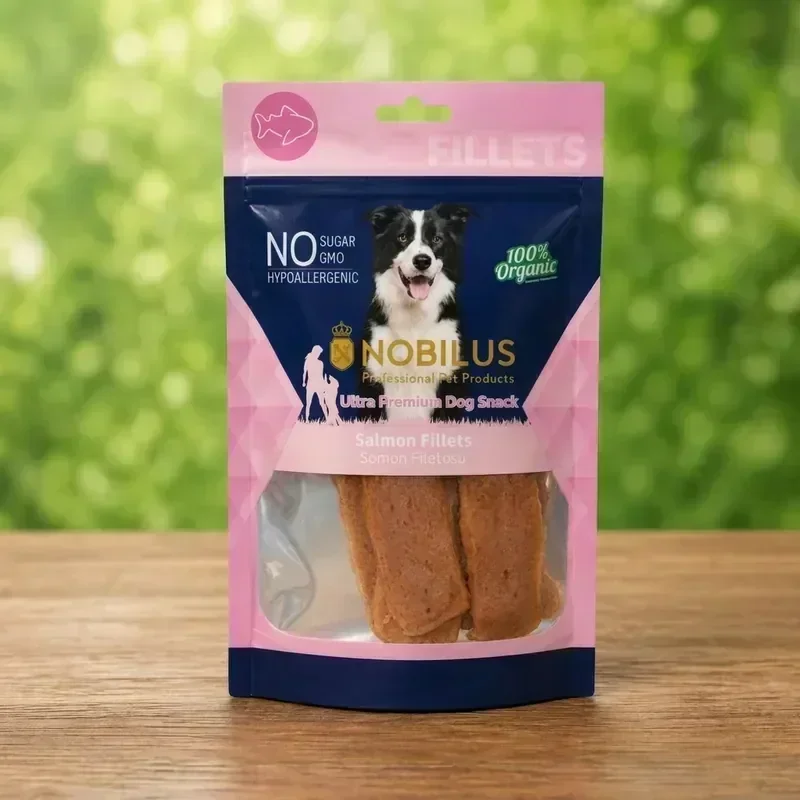 FILLETS
NO SUGAR
GMO
HYPOALLERGENIC
100%
Organic
NOBILUS
Professional Pet Products
Ultra Premium Dog Snack
Salmon Fillets
Somon Filetosu